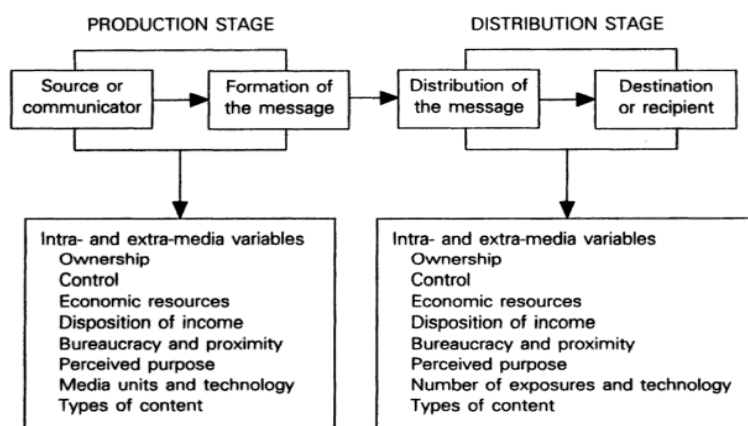 PRODUCTION STAGE
DISTRIBUTION STAGE
Source or
communicator
Formation of
the message
Distribution of
the message
Destination
or recipient
Intra- and extra-media variables
Ownership
Control
Economic resources
Disposition of income
Bureaucracy and proximity
Perceived purpose
Media units and technology
Types of content
Intra- and extra-media variables
Ownership
Control
Economic resources
Disposition of income
Bureaucracy and proximity
Perceived purpose
Number of exposures and technology
Types of content